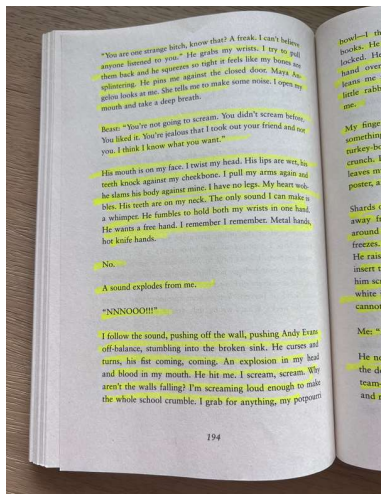 "You are one strange bitch, know that? A freak. I can't believe
anyone listened to you." He grabs my wrists. I try to pull
them back and he squeezes so tight it feels like my bones are
splintering. He pins me against the closed door. Maya An-
gelou looks at me. She tells me to make some noise. I open my
mouth and take a deep breath.
Beast: "You're not going to scream. You didn't scream before.
You liked it. You're jealous that I took out your friend and not
you. I think I know what you want."
His mouth is on my face. I twist my head. His lips are wet, his
teeth knock against my cheekbone. I pull my arms again and
he slams his body against mine. I have no legs. My heart wob-
bles. His teeth are on my neck. The only sound I can make is
a whimper. He fumbles to hold both my wrists in one hand.
He wants a free hand. I remember I remember. Metal hands,
hot knife hands.
No.
A sound explodes from me.
"NNNOOO!!!"
I follow the sound, pushing off the wall, pushing Andy Evans
off-balance, stumbling into the broken sink. He curses and
turns, his fist coming, coming. An explosion in my head
and blood in my mouth. He hit me. I scream, scream. Why
aren't the walls falling? I'm screaming loud enough to make
the whole school crumble. I grab for anything, my potpourri
194
bowl—I th
books. He
locked. He
hand over
leans me
little rabb
me.
My finge
something
turkey-bo
crunch. I
leaves m
poster, a
Shards o
away f
around
freezes.
He rais
insert t
him scr
white
cannot
Me: "
He no
the d
team-
and r